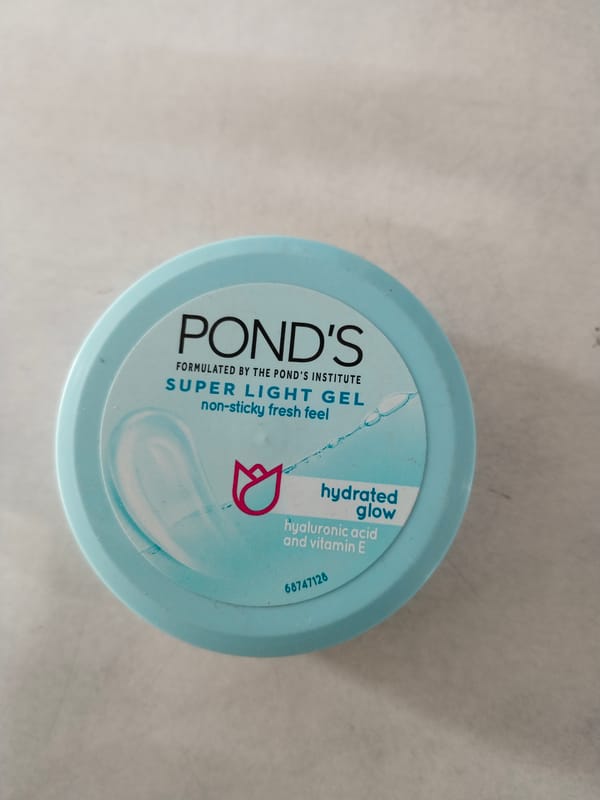 POND'S
FORMULATED BY THE POND'S INSTITUTE
SUPER LIGHT GEL
non-sticky fresh feel
hydrated
glow
hyaluronic acid
and vitamin E
68747128